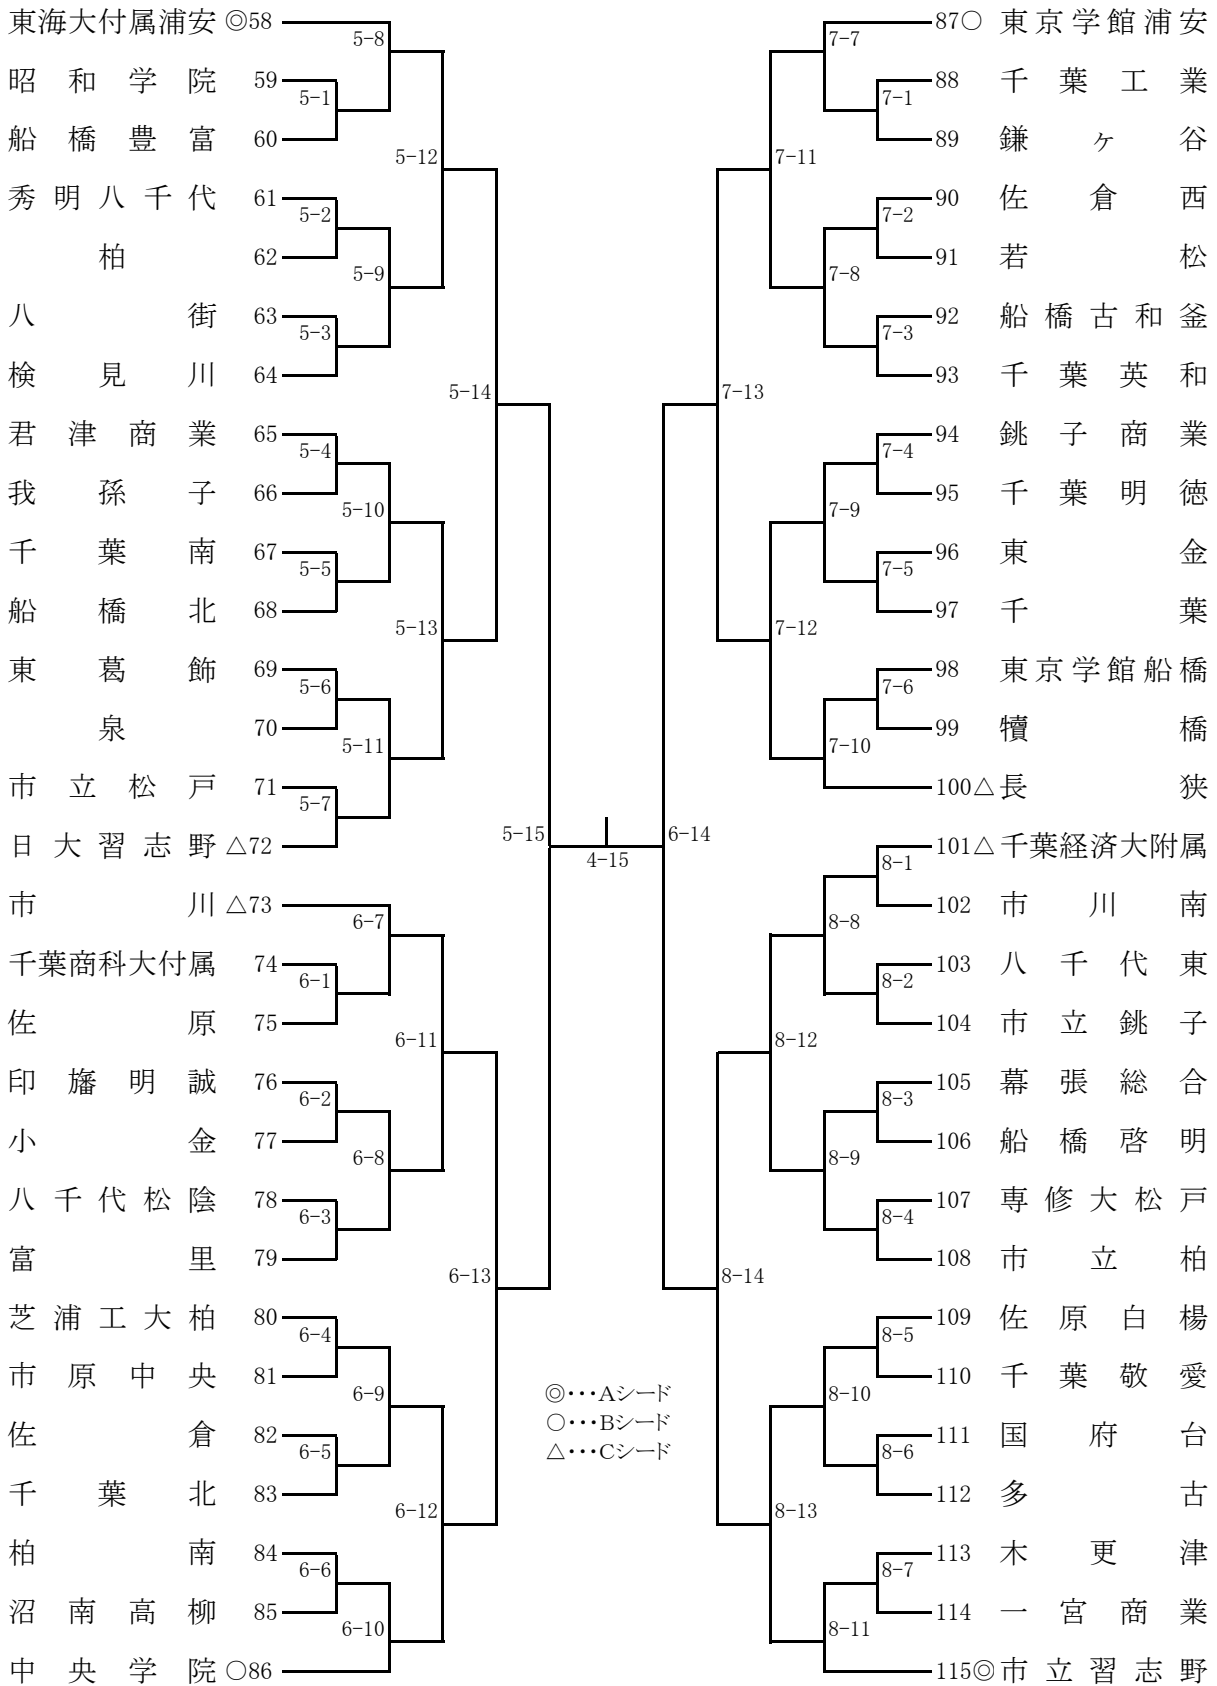 東海大付属浦安 ◎58
昭和学院 59
船橋豊富 60
秀明八千代 61
柏 62
八街 63
検見川 64
君津商業 65
我孫子 66
千葉南 67
船橋北 68
東葛飾 69
泉 70
市立松戸 71
日大習志野 △72
市川 △73
千葉商科大付属 74
佐原 75
印旛明誠 76
小金 77
八千代松陰 78
富里 79
芝浦工大柏 80
市原中央 81
佐倉 82
千葉北 83
柏南 84
沼南高柳 85
中央学院 ○86
5-8
5-1
5-12
5-2
5-9
5-3
5-14
5-4
5-10
5-5
5-13
5-6
5-11
5-7
5-15
6-7
6-1
6-11
6-2
6-8
6-3
6-13
6-4
6-9
6-5
6-12
6-6
6-10
4-15
◎・・・Aシード
○・・・Bシード
△・・・Cシード
7-7
7-1
7-11
7-2
7-8
7-3
7-13
7-4
7-9
7-5
7-12
7-6
7-10
6-14
8-1
8-8
8-2
8-12
8-3
8-9
8-4
8-14
8-5
8-10
8-6
8-13
8-7
8-11
87○ 東京学館浦安
88 千葉工業
89 鎌ヶ谷
90 佐倉西
91 若松
92 船橋古和釜
93 千葉英和
94 銚子商業
95 千葉明徳
96 東金
97 千葉
98 東京学館船橋
99 犢橋
100△ 長狭
101△ 千葉経済大附属
102 市川南
103 八千代東
104 市立銚子
105 幕張総合
106 船橋啓明
107 専修大松戸
108 市立柏
109 佐原白楊
110 千葉敬愛
111 国府台
112 多古
113 木更津
114 一宮商業
115◎ 市立習志野